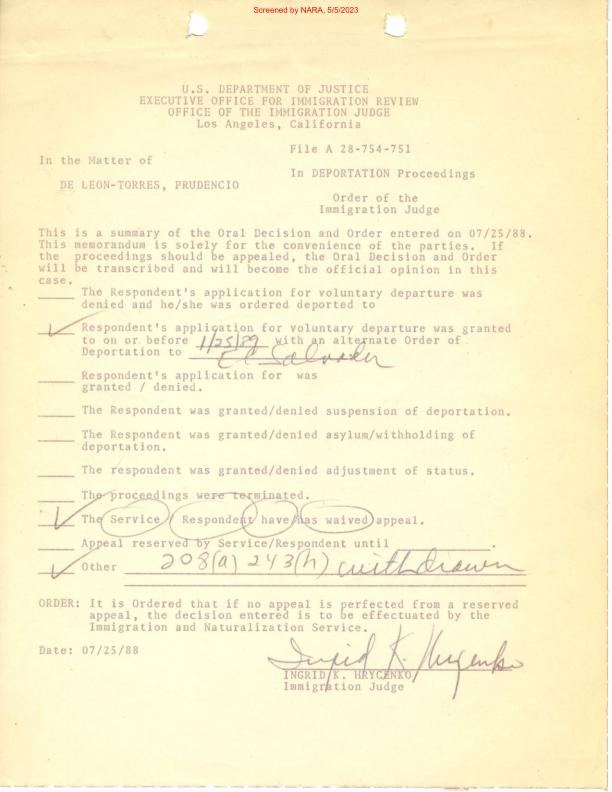 Screened by NARA, 5/5/2023
U.S. DEPARTMENT OF JUSTICE
EXECUTIVE OFFICE FOR IMMIGRATION REVIEW
OFFICE OF THE IMMIGRATION JUDGE
Los Angeles, California
File A 28-754-751
In the Matter of
In DEPORTATION Proceedings
DE LEON-TORRES, PRUDENCIO
Order of the
Immigration Judge
This is a summary of the Oral Decision and Order entered on 07/25/88.
This memorandum is solely for the convenience of the parties. If
the proceedings should be appealed, the Oral Decision and Order
will be transcribed and will become the official opinion in this
case.
____ The Respondent's application for voluntary departure was
denied and he/she was ordered deported to
____ Respondent's application for voluntary departure was granted
to on or before 1/25/89 with an alternate Order of
Deportation to El Salvador
____ Respondent's application for was
granted / denied.
____ The Respondent was granted/denied suspension of deportation.
____ The Respondent was granted/denied asylum/withholding of
deportation.
____ The respondent was granted/denied adjustment of status.
____ The proceedings were terminated.
____ The Service / Respondent have/has waived appeal.
____ Appeal reserved by Service/Respondent until ____________.
____ Other 208(a) 243(h) withdrawn
ORDER: It is Ordered that if no appeal is perfected from a reserved
appeal, the decision entered is to be effectuated by the
Immigration and Naturalization Service.
Date: 07/25/88
Ingrid K. Hrycenko
INGRID K. HRYCENKO
Immigration Judge